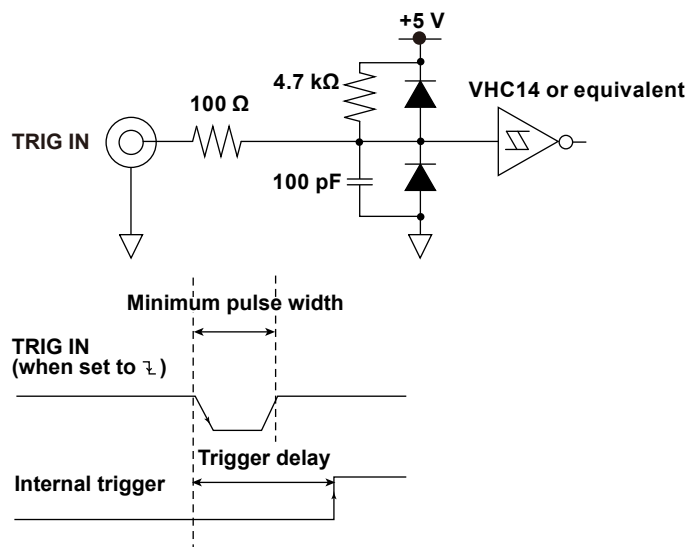 +5 V
4.7 kΩ
VHC14 or equivalent
100 Ω
TRIG IN
100 pF
Minimum pulse width
TRIG IN
(when set to )
Trigger delay
Internal trigger